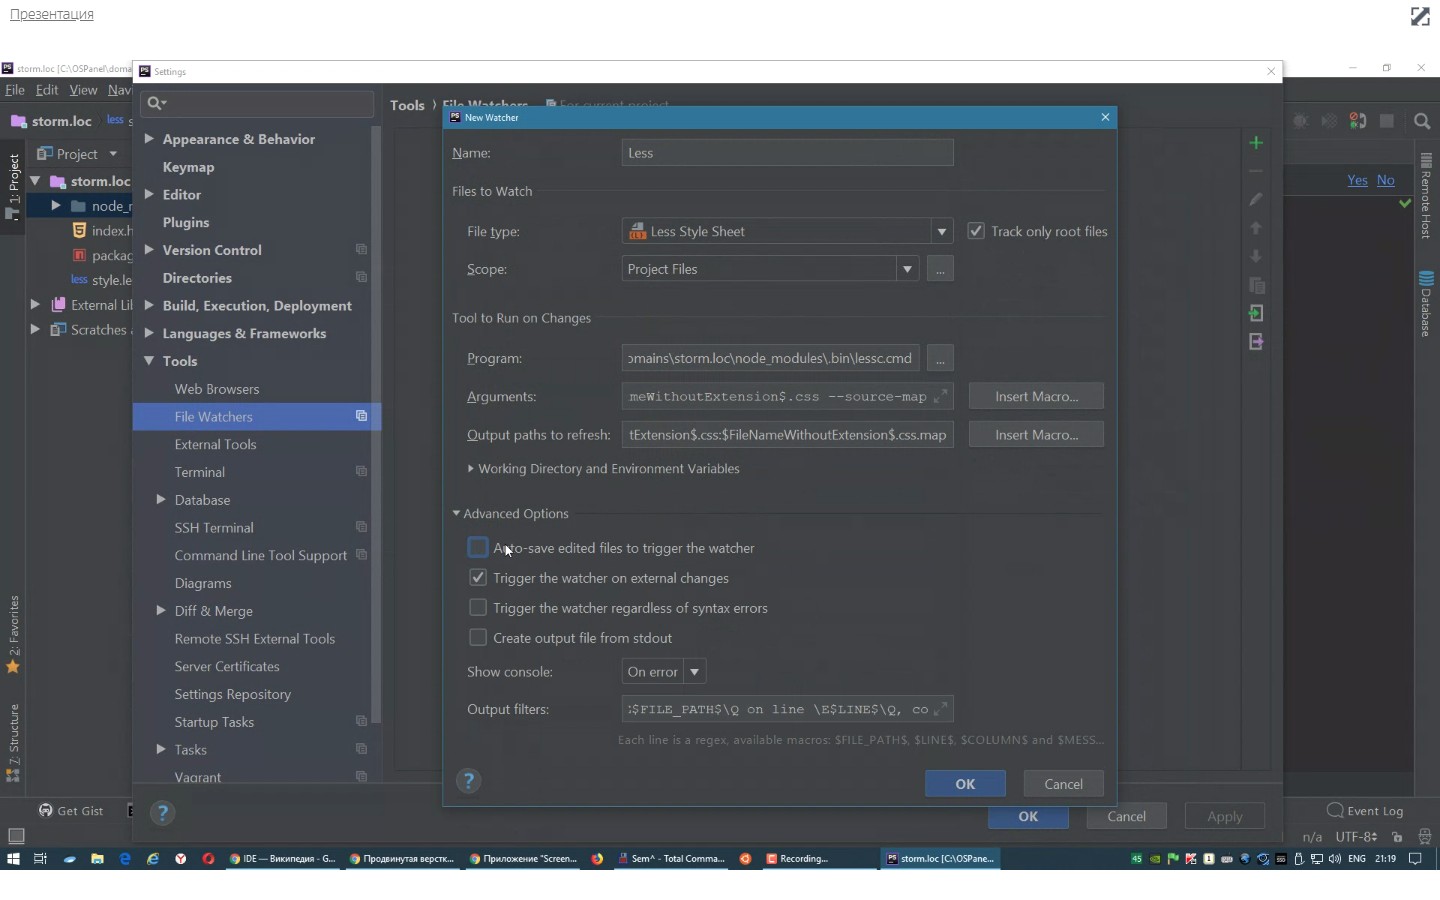 Презентация
storm.loc [C:\OSPanel\doma
Settings
File Edit View Nav
Tools › File Watchers For current project
New Watcher
storm.loc less s
Appearance & Behavior
Name: Less
1: Project
Project
Keymap
storm.loc
Editor
Files to Watch
Yes No
node_r
Plugins
index.h
Version Control
File type: Less Style Sheet Track only root files
packag
Directories
Scope: Project Files ...
less style.le
Build, Execution, Deployment
External Lib
Languages & Frameworks
Tool to Run on Changes
Scratches a
Remote Host
Database
Tools
Program: omains\storm.loc\node_modules\.bin\lessc.cmd ...
Web Browsers
Arguments: meWithoutExtension$.css --source-map Insert Macro...
File Watchers
Output paths to refresh: tExtension$.css:$FileNameWithoutExtension$.css.map Insert Macro...
External Tools
Terminal
Working Directory and Environment Variables
Database
Advanced Options
SSH Terminal
Auto-save edited files to trigger the watcher
Command Line Tool Support
Trigger the watcher on external changes
Diagrams
Trigger the watcher regardless of syntax errors
Diff & Merge
Create output file from stdout
Remote SSH External Tools
2: Favorites
Server Certificates
Show console: On error
Settings Repository
Output filters: $FILE_PATH$\Q on line \E$LINE$\Q, co
Startup Tasks
Each line is a regex, available macros: $FILE_PATH$, $LINE$, $COLUMN$ and $MESS...
7: Structure
Tasks
Vagrant
? OK Cancel
Get Gist
? OK Cancel Apply
Event Log
n/a UTF-8
IDE — Википедия - G...
Продвинутая верстк...
Приложение "Screen...
Sem^ - Total Comma...
Recording...
storm.loc [C:\OSPane...
45
ENG 21:19